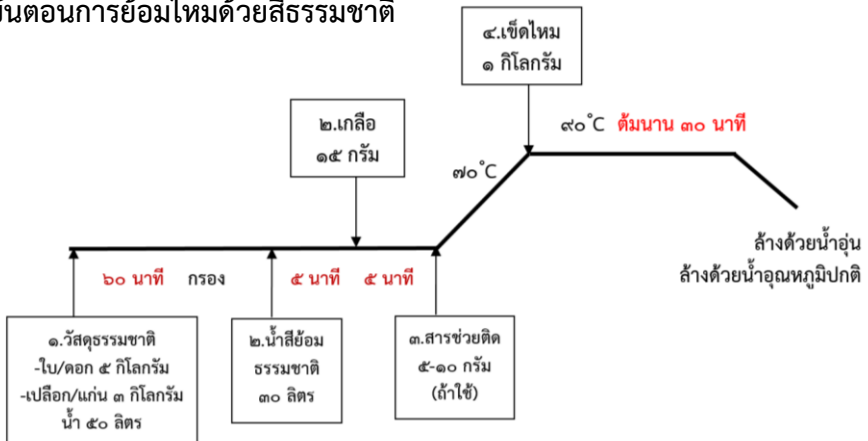 ขั้นตอนการย้อมไหมด้วยสีธรรมชาติ
๔.เข็ดไหม
๑ กิโลกรัม
๒.เกลือ
๑๕ กรัม
๙๐°C ต้มนาน ๓๐ นาที
๗๐°C
ล้างด้วยน้ำอุ่น
ล้างด้วยน้ำอุณหภูมิปกติ
๖๐ นาที กรอง ๕ นาที ๕ นาที
๑.วัสดุธรรมชาติ
-ใบ/ดอก ๕ กิโลกรัม
-เปลือก/แก่น ๓ กิโลกรัม
น้ำ ๕๐ ลิตร
๒.น้ำสีย้อม
ธรรมชาติ
๓๐ ลิตร
๓.สารช่วยติด
๕-๑๐ กรัม
(ถ้าใช้)